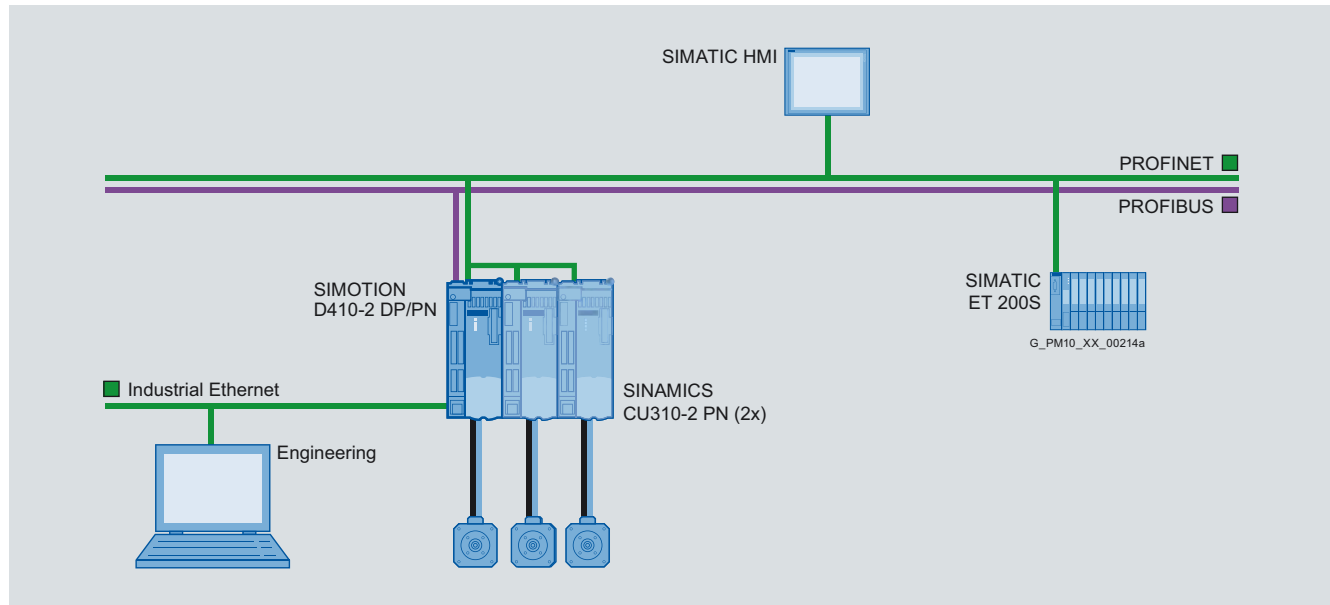 SIMATIC HMI
PROFINET
PROFIBUS
SIMOTION
D410-2 DP/PN
SIMATIC
ET 200S
G_PM10_XX_00214a
Industrial Ethernet
SINAMICS
CU310-2 PN (2x)
Engineering